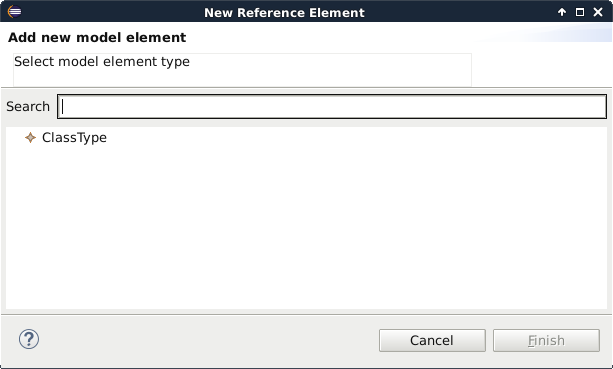 New Reference Element
Add new model element
Select model element type
Search
ClassType
Cancel
Finish